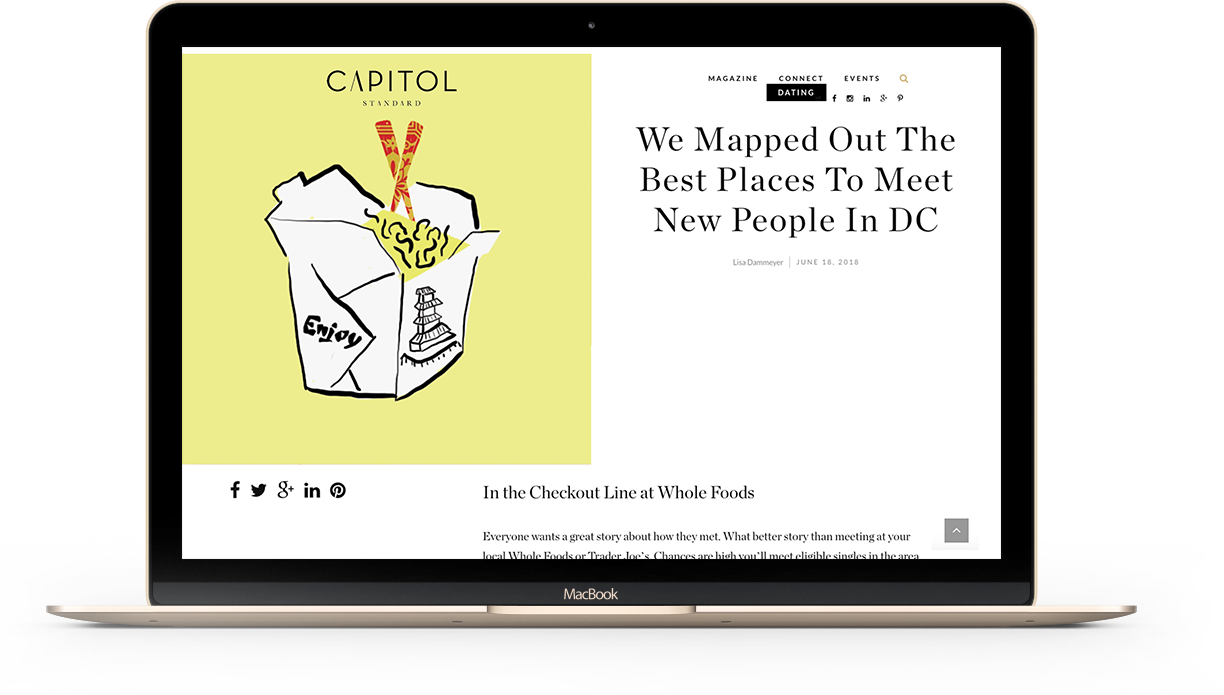 CAPITOL
STANDARD
MAGAZINE CONNECT EVENTS
DATING
We Mapped Out The
Best Places To Meet
New People In DC
Lisa Dammeyer | JUNE 18, 2018
Enjoy
In the Checkout Line at Whole Foods
Everyone wants a great story about how they met. What better story than meeting at your
local Whole Foods or Trader Joe's. Chances are high you'll meet eligible singles in the area
MacBook